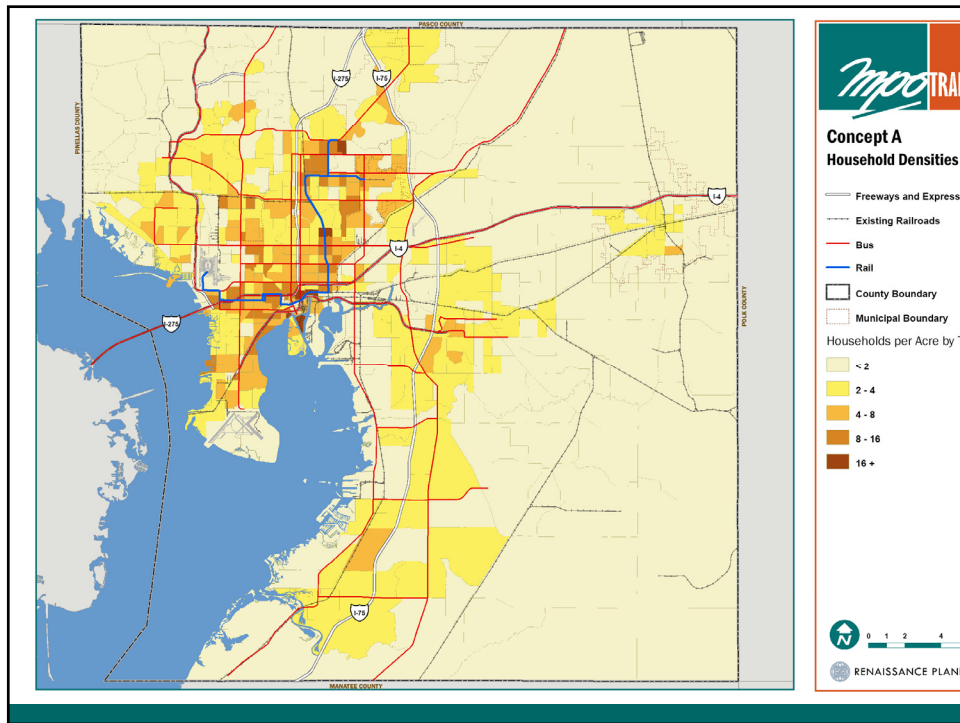 PASCO COUNTY
PINELLAS COUNTY
I-275
I-75
I-4
I-4
I-275
POLK COUNTY
I-75
MANATEE COUNTY
mpo TRA
Concept A
Household Densities
Freeways and Express
Existing Railroads
Bus
Rail
County Boundary
Municipal Boundary
Households per Acre by T
< 2
2 - 4
4 - 8
8 - 16
16 +
N
0 1 2 4
RENAISSANCE PLAN